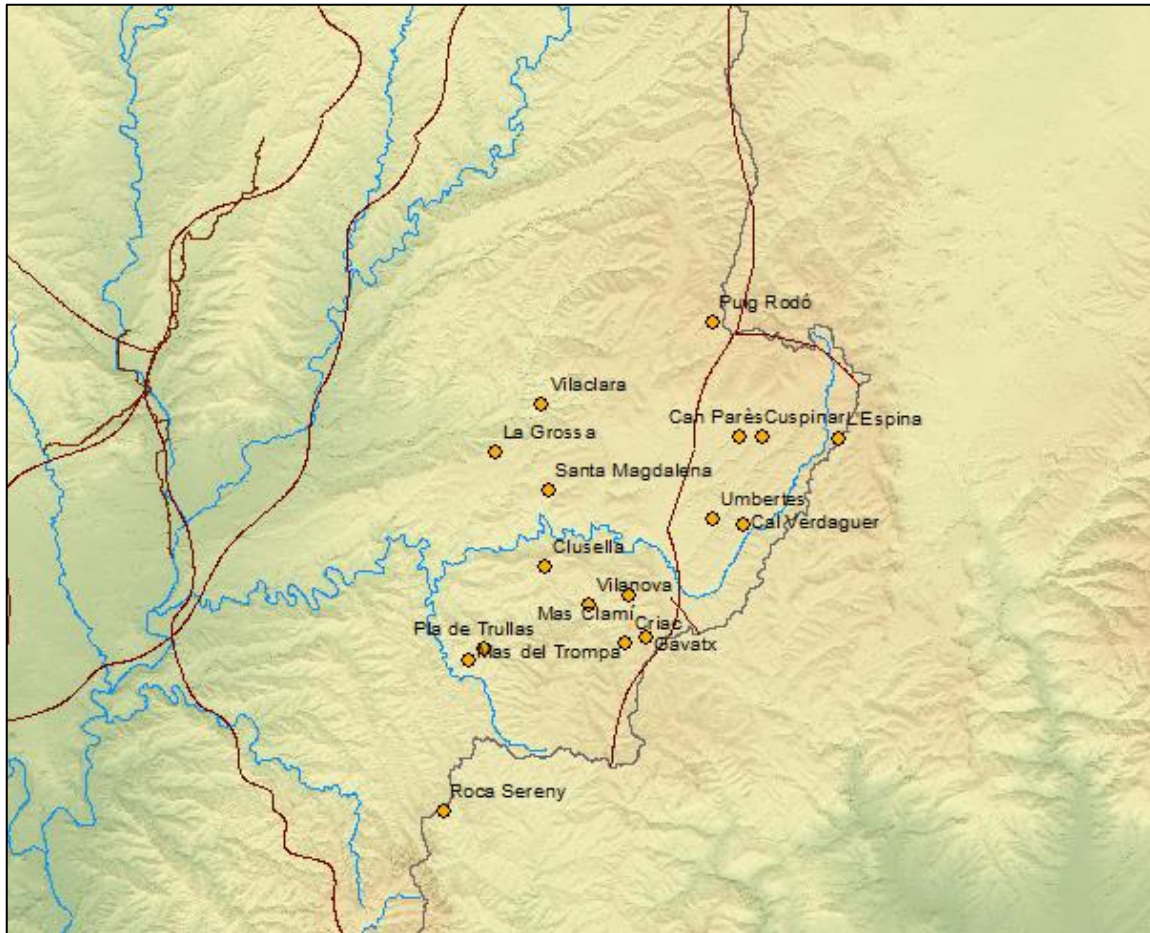 Puig Rodó
Vilaclara
Can Parès
Cuspinar
L'Espina
La Grossa
Santa Magdalena
Umbertes
Cal Verdaguer
Clusella
Vilanova
Mas Clamí
Criac
Pla de Trullas
Gavatx
Mas del Trompa
Roca Sereny